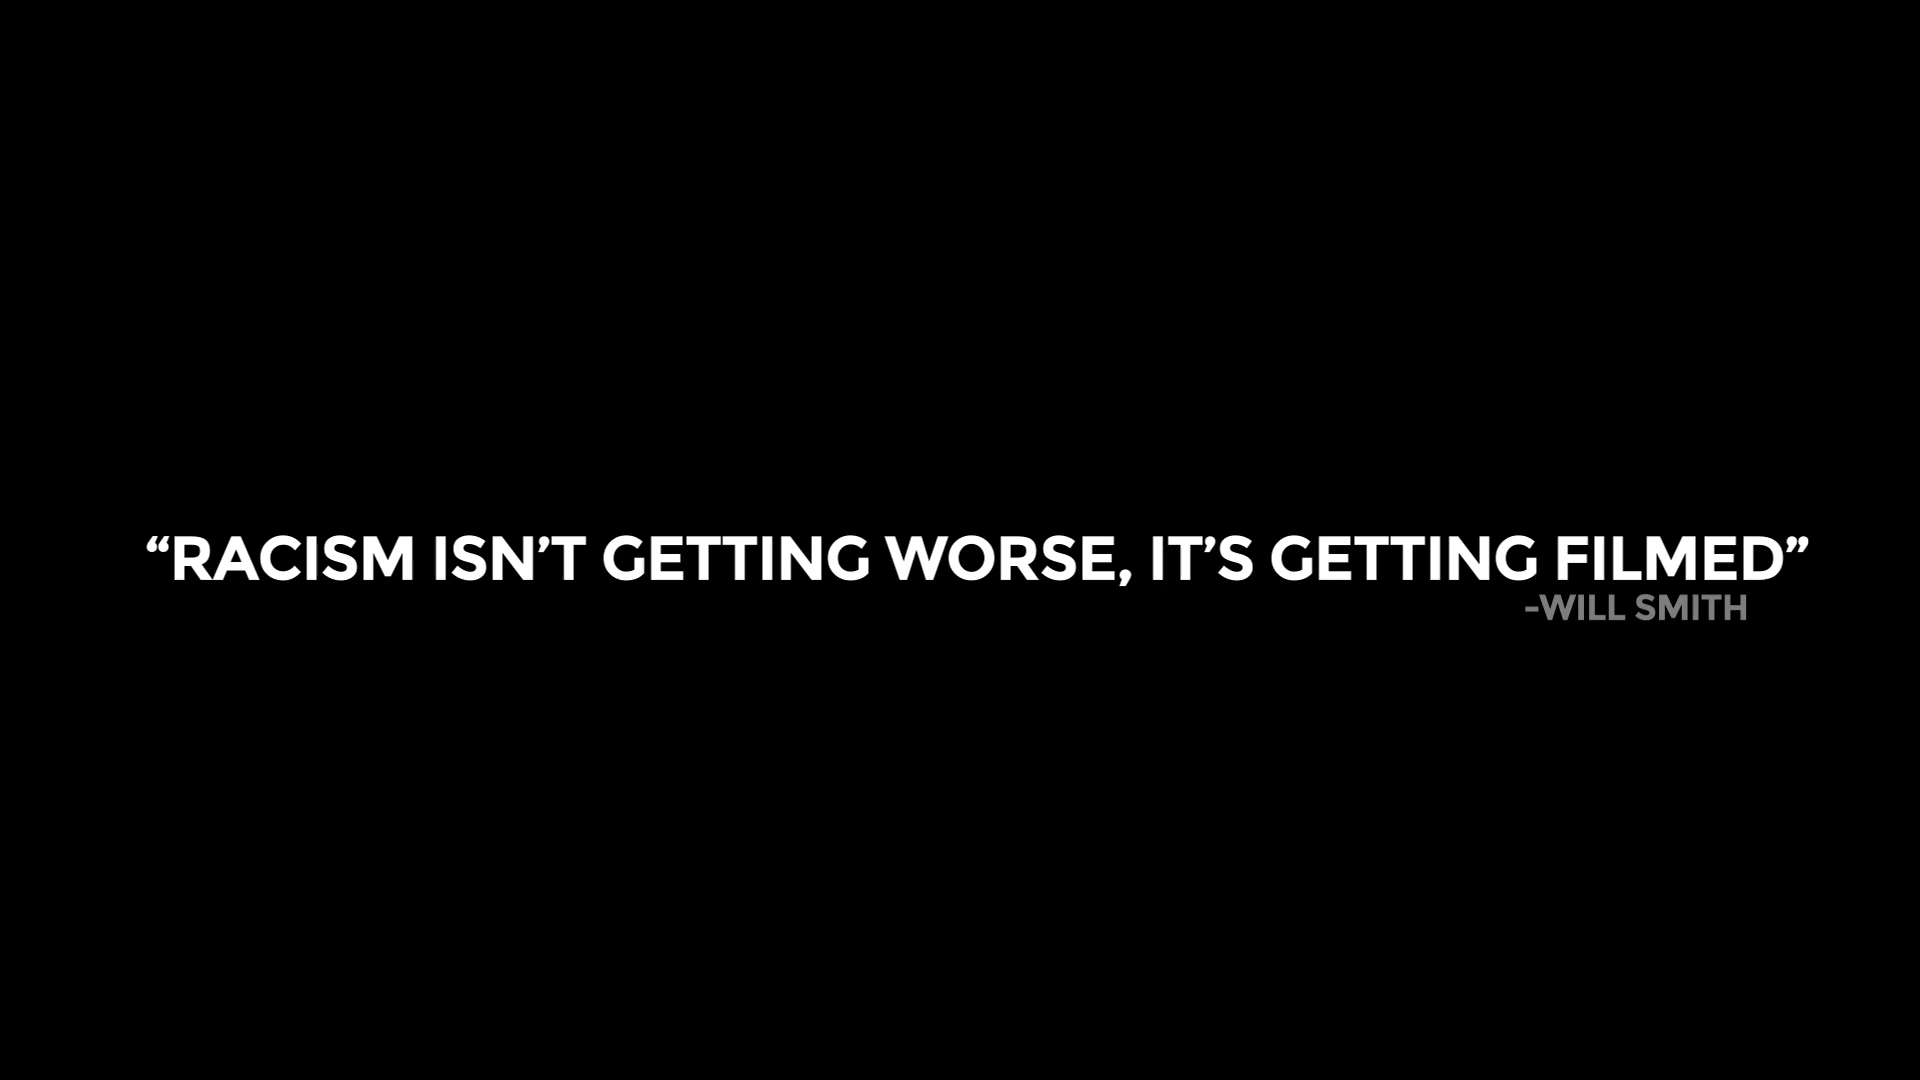 “RACISM ISN’T GETTING WORSE, IT’S GETTING FILMED”
-WILL SMITH